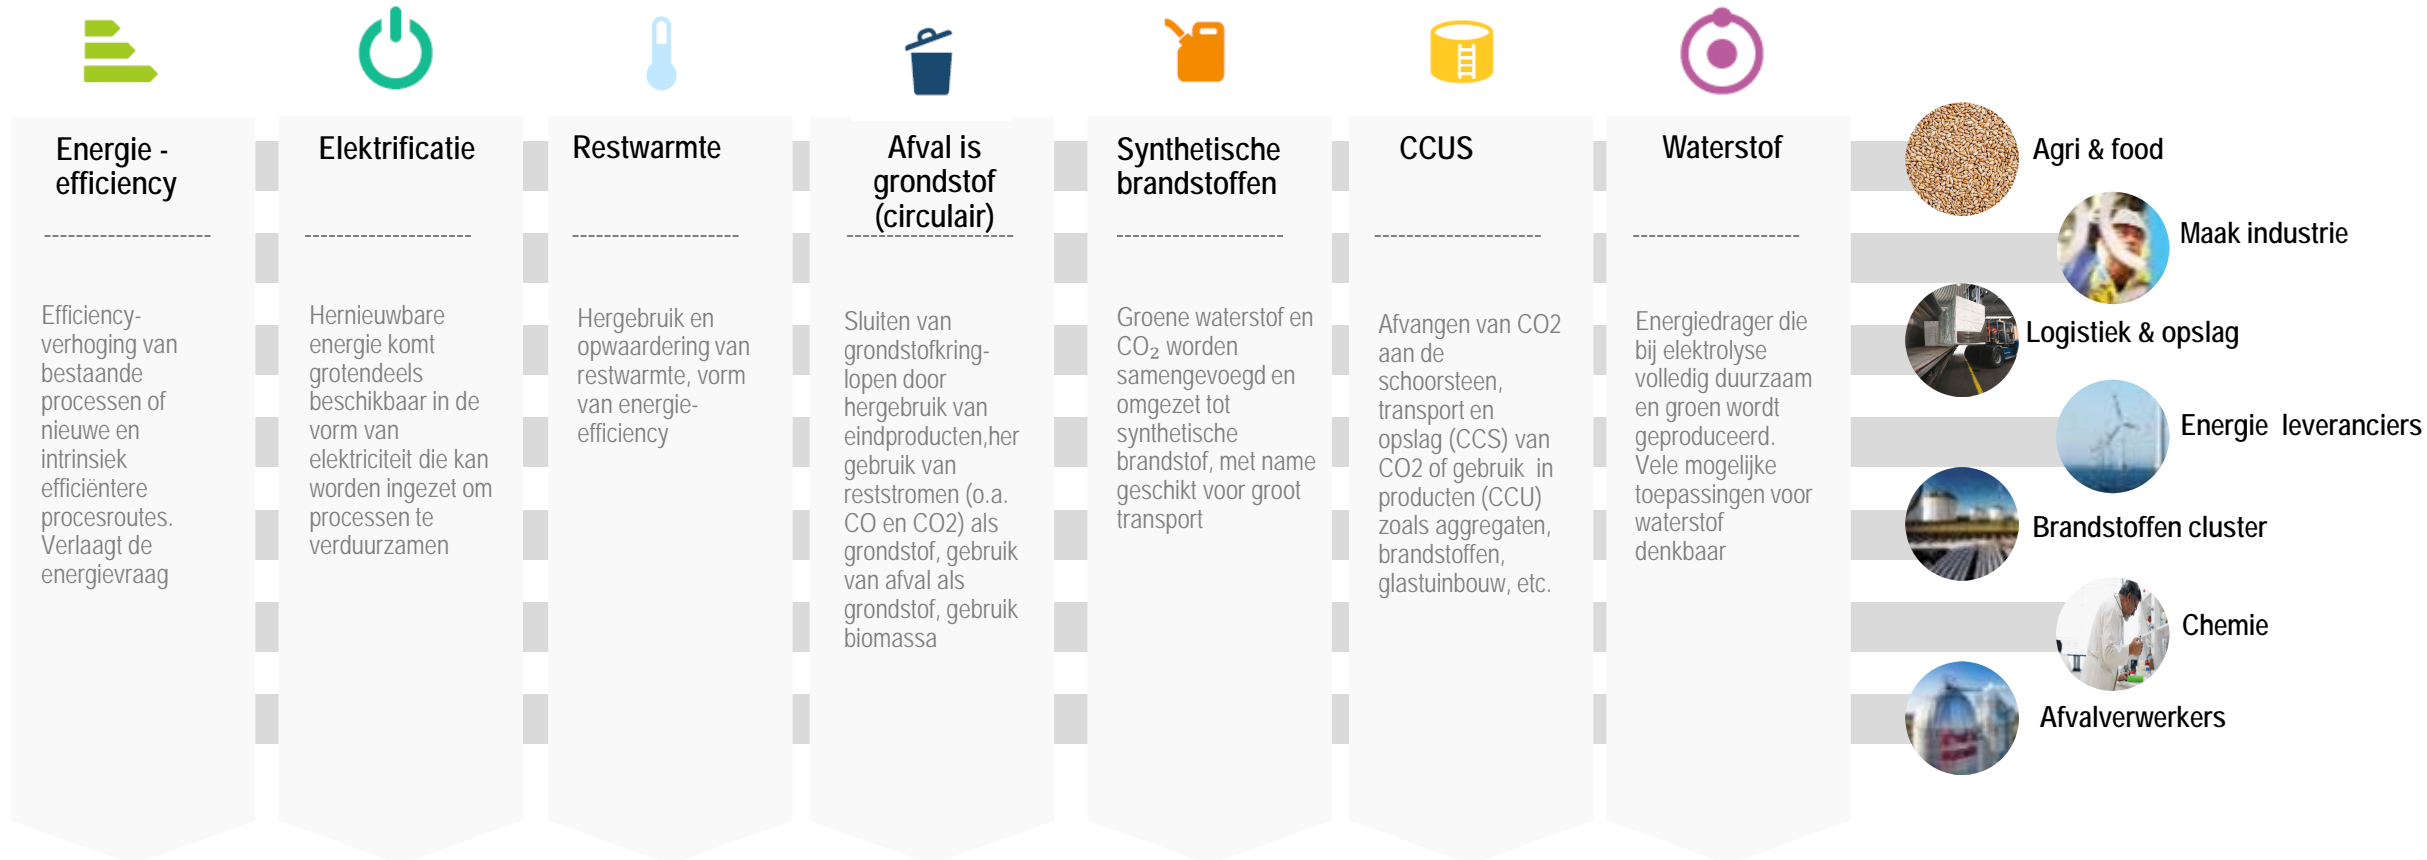 Energie -
efficiency
Efficiency-
verhoging van
bestaande
processen of
nieuwe en
intrinsiek
efficiëntere
procesroutes.
Verlaagt de
energievraag
Elektrificatie
Hernieuwbare
energie komt
grotendeels
beschikbaar in de
vorm van
elektriciteit die kan
worden ingezet om
processen te
verduurzamen
Restwarmte
Hergebruik en
opwaardering van
restwarmte, vorm
van energie-
efficiency
Afval is
grondstof
(circulair)
Sluiten van
grondstofkring-
lopen door
hergebruik van
eindproducten,her
gebruik van
reststromen (o.a.
CO en CO2) als
grondstof, gebruik
van afval als
grondstof, gebruik
biomassa
Synthetische
brandstoffen
Groene waterstof en
CO₂ worden
samengevoegd en
omgezet tot
synthetische
brandstof, met name
geschikt voor groot
transport
CCUS
Afvangen van CO2
aan de
schoorsteen,
transport en
opslag (CCS) van
CO2 of gebruik in
producten (CCU)
zoals aggregaten,
brandstoffen,
glastuinbouw, etc.
Waterstof
Energiedrager die
bij elektrolyse
volledig duurzaam
en groen wordt
geproduceerd.
Vele mogelijke
toepassingen voor
waterstof
denkbaar
Agri & food
Maak industrie
Logistiek & opslag
Energie leveranciers
Brandstoffen cluster
Chemie
Afvalverwerkers